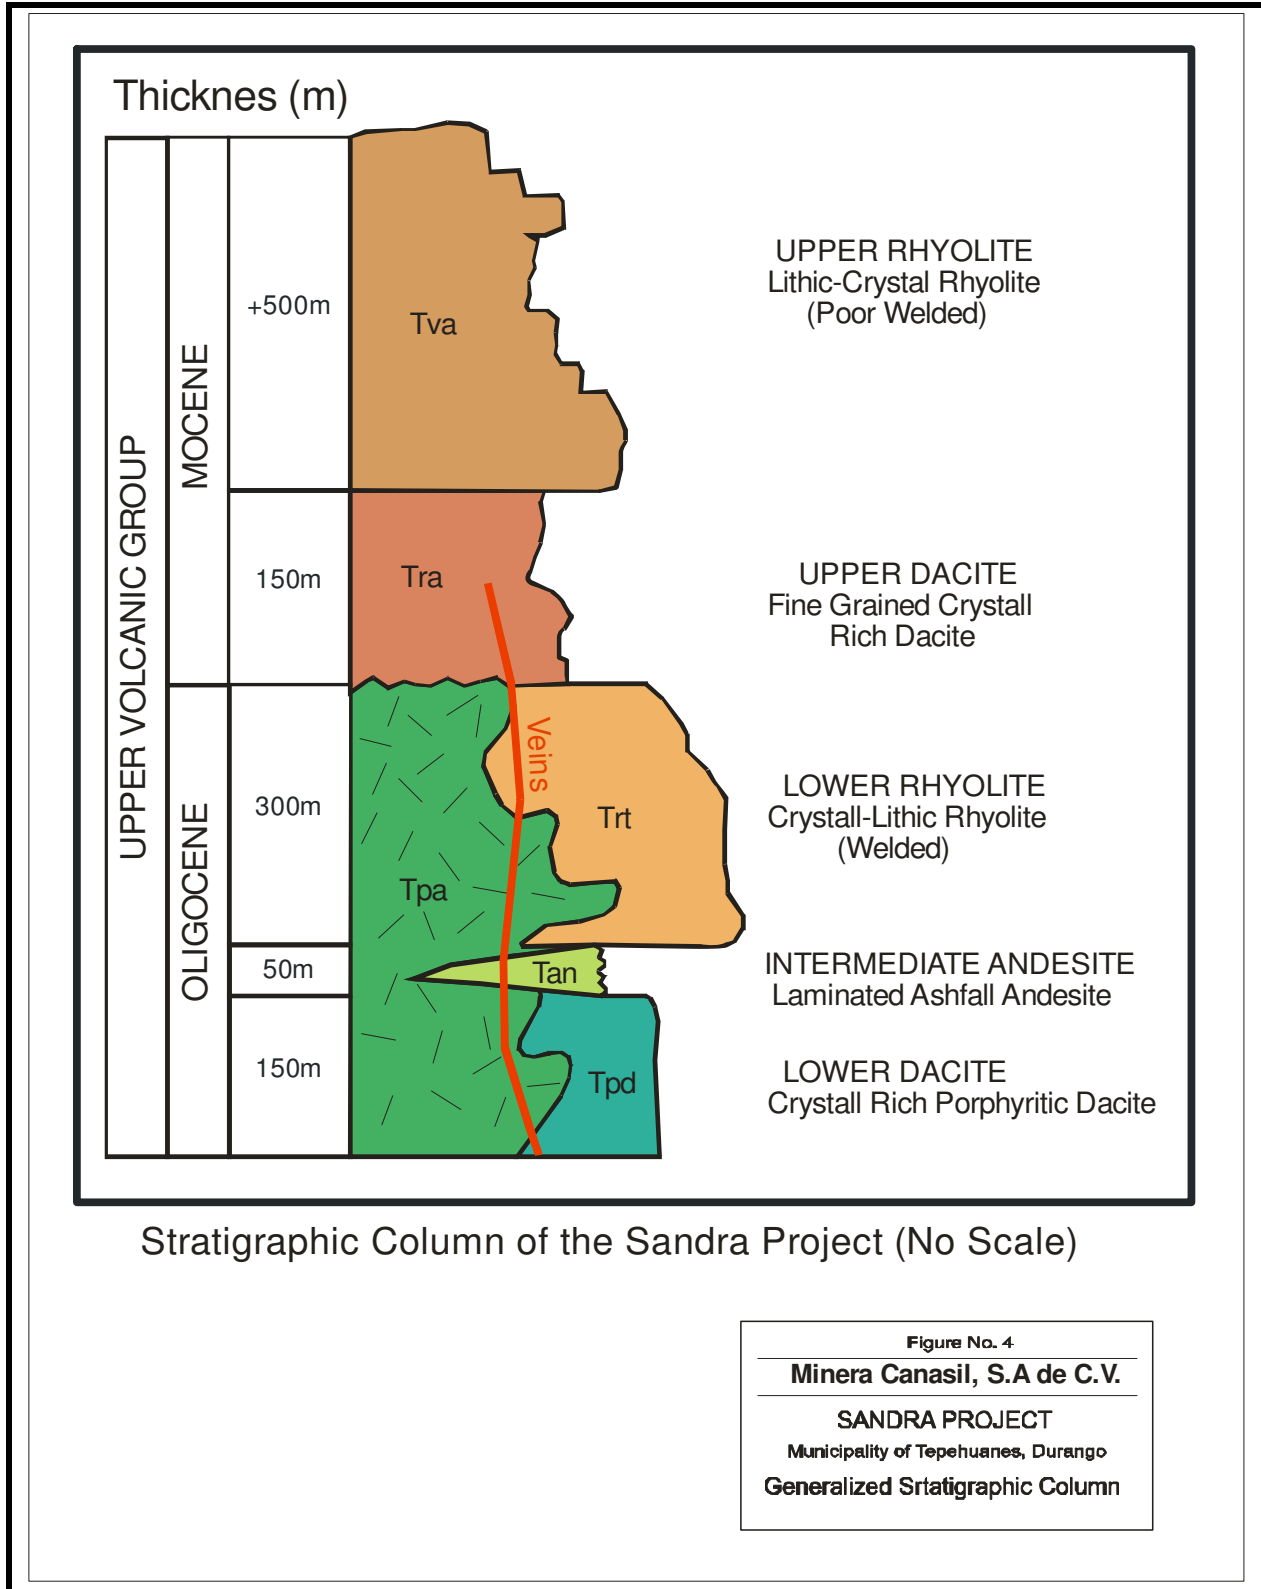 Thicknes (m)
UPPER VOLCANIC GROUP
MOCENE
OLIGOCENE
+500m
150m
300m
50m
150m
Tva
Tra
Veins
Trt
Tpa
Tan
Tpd
UPPER RHYOLITE
Lithic-Crystal Rhyolite
(Poor Welded)
UPPER DACITE
Fine Grained Crystall
Rich Dacite
LOWER RHYOLITE
Crystall-Lithic Rhyolite
(Welded)
INTERMEDIATE ANDESITE
Laminated Ashfall Andesite
LOWER DACITE
Crystall Rich Porphyritic Dacite
Stratigraphic Column of the Sandra Project (No Scale)
Figure No. 4
Minera Canasil, S.A de C.V.
SANDRA PROJECT
Municipality of Tepehuanes, Durango
Generalized Srtatigraphic Column